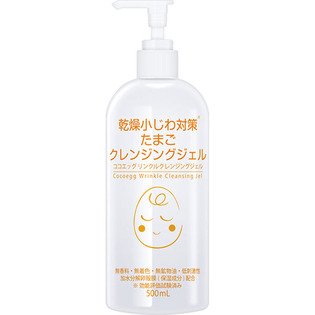 乾燥小じわ対策※
たまご
クレンジングジェル
ココエッグ リンクルクレンジングジェル
Cocoegg Wrinkle Cleansing Jel
無香料・無着色・無鉱物油・低刺激性
加水分解卵殻膜(保湿成分)配合
※効能評価試験済み
500mL